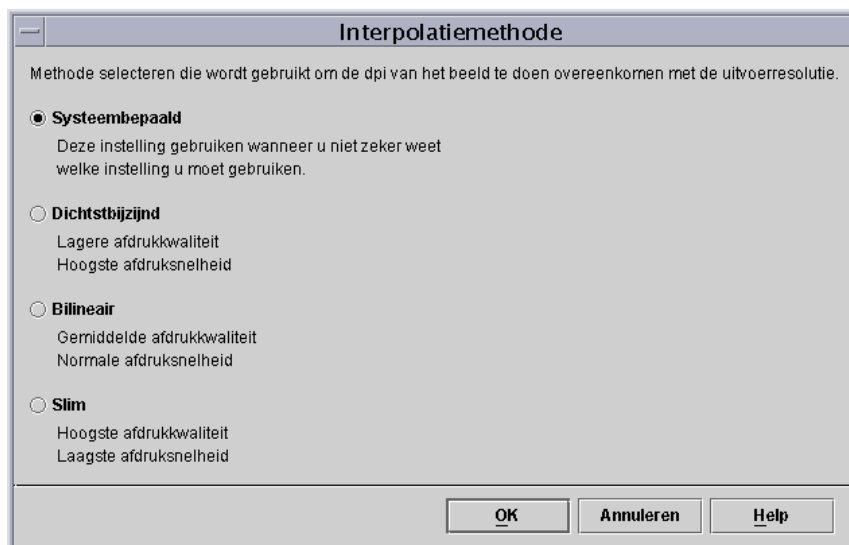 Interpolatiemethode
Methode selecteren die wordt gebruikt om de dpi van het beeld te doen overeenkomen met de uitvoerresolutie.
Systeembepaald
Deze instelling gebruiken wanneer u niet zeker weet
welke instelling u moet gebruiken.
Dichtstbijzijnd
Lagere afdrukkwaliteit
Hoogste afdruksnelheid
Bilineair
Gemiddelde afdrukkwaliteit
Normale afdruksnelheid
Slim
Hoogste afdrukkwaliteit
Laagste afdruksnelheid
OK Annuleren Help